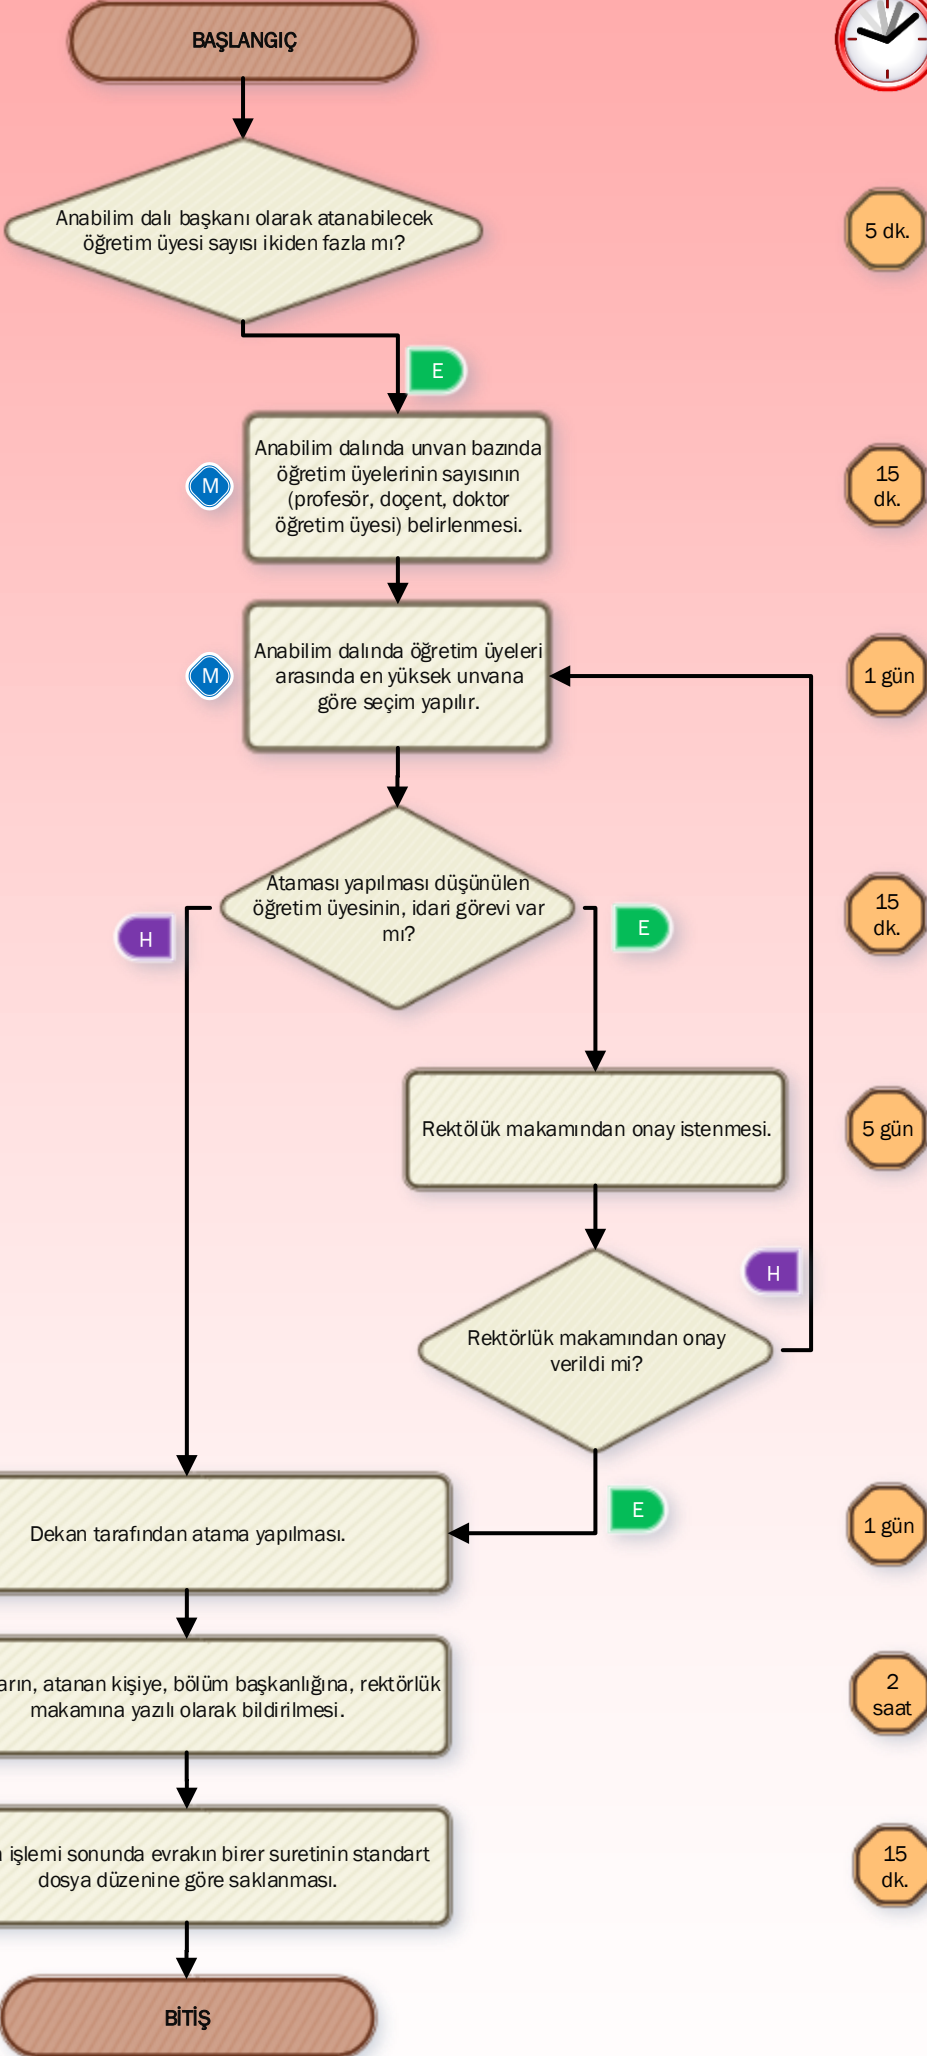 BAŞLANGIÇ
Anabilim dalı başkanı olarak atanabilecek
öğretim üyesi sayısı ikiden fazla mı?
5 dk.
E
Anabilim dalında unvan bazında
öğretim üyelerinin sayısının
(profesör, doçent, doktor
öğretim üyesi) belirlenmesi.
M
15
dk.
Anabilim dalında öğretim üyeleri
arasında en yüksek unvana
göre seçim yapılır.
M
1 gün
Ataması yapılması düşünülen
öğretim üyesinin, idari görevi var
mı?
H
E
15
dk.
Rektölük makamından onay istenmesi.
5 gün
H
Rektörlük makamından onay
verildi mi?
E
Dekan tarafından atama yapılması.
1 gün
atanan kişiye, bölüm başkanlığına, rektörlük
makamına yazılı olarak bildirilmesi.
2
saat
işlemi sonunda evrakın birer suretinin standart
dosya düzenine göre saklanması.
15
dk.
BİTİŞ